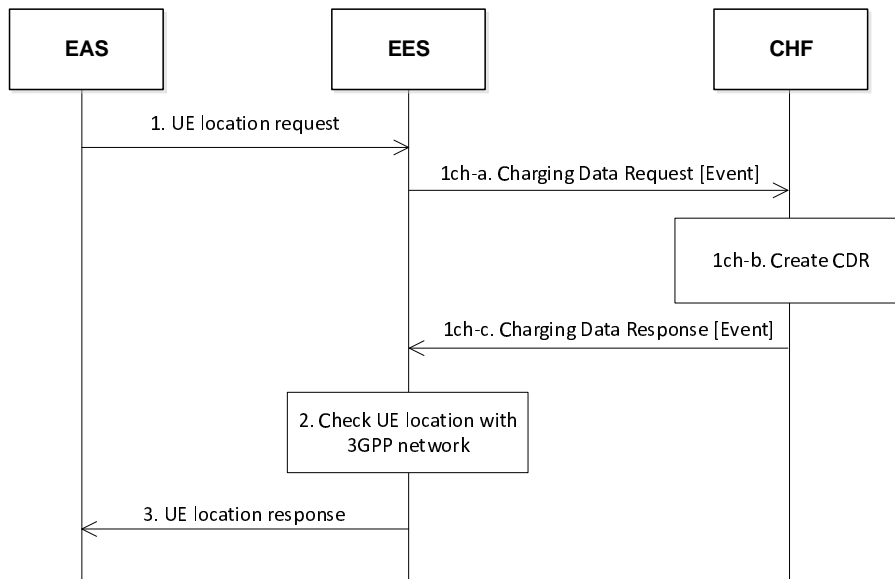 EAS
EES
CHF
1. UE location request
1ch-a. Charging Data Request [Event]
1ch-b. Create CDR
1ch-c. Charging Data Response [Event]
2. Check UE location with
3GPP network
3. UE location response